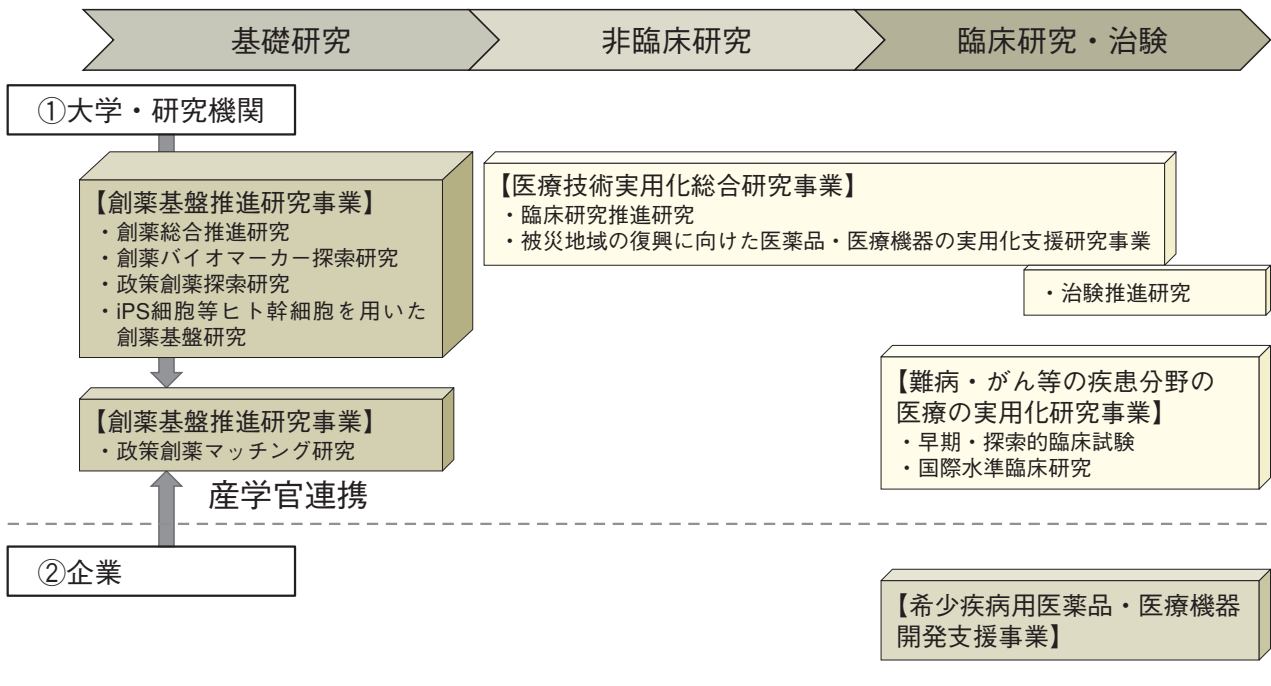 基礎研究
非臨床研究
臨床研究・治験
①大学・研究機関
【創薬基盤推進研究事業】
・創薬総合推進研究
・創薬バイオマーカー探索研究
・政策創薬探索研究
・iPS細胞等ヒト幹細胞を用いた
創薬基盤研究
【医療技術実用化総合研究事業】
・臨床研究推進研究
・被災地域の復興に向けた医薬品・医療機器の実用化支援研究事業
・治験推進研究
【難病・がん等の疾患分野の
医療の実用化研究事業】
・早期・探索的臨床試験
・国際水準臨床研究
【創薬基盤推進研究事業】
・政策創薬マッチング研究
産学官連携
②企業
【希少疾病用医薬品・医療機器
開発支援事業】